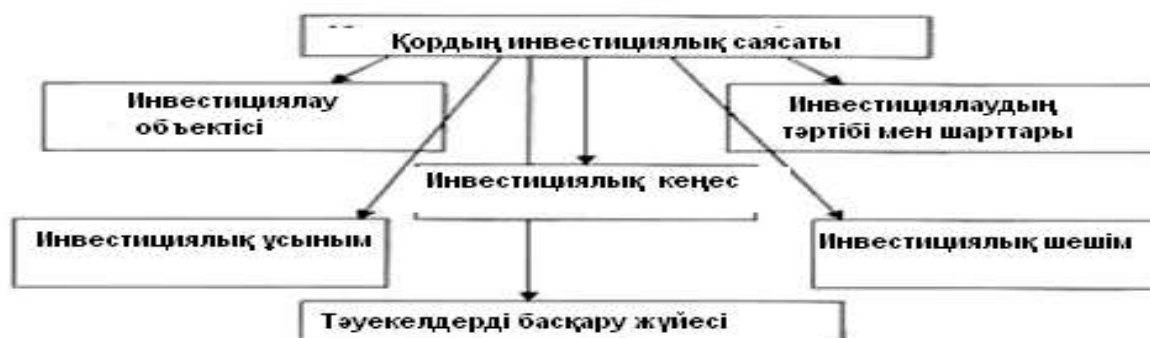 Қордың инвестициялық саясаты
Инвестициялау
объектісі
Инвестициялаудың
тәртібі мен шарттары
Инвестициялық кеңес
Инвестициялық ұсыным
Инвестициялық шешім
Тәуекелдерді басқару жүйесі